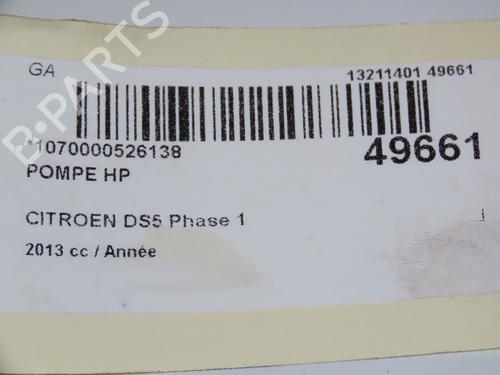 B-PARTS
GA
13211401 49661
*1070000526138
49661
POMPE HP
CITROEN DS5 Phase 1
2013 cc / Année